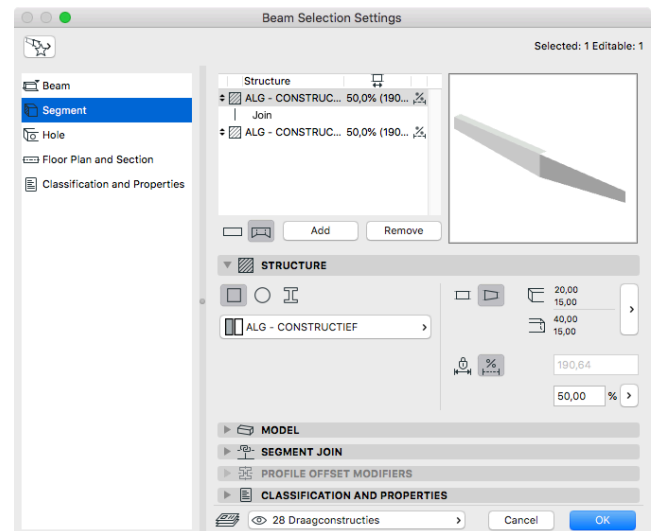 Beam Selection Settings
Selected: 1 Editable: 1
Beam
Segment
Hole
Floor Plan and Section
Classification and Properties
Structure
ALG - CONSTRUC... 50,0% (190...
Join
ALG - CONSTRUC... 50,0% (190...
Add
Remove
STRUCTURE
ALG - CONSTRUCTIEF
20,00
15,00
40,00
15,00
190,64
50,00 %
MODEL
SEGMENT JOIN
PROFILE OFFSET MODIFIERS
CLASSIFICATION AND PROPERTIES
28 Draagconstructies
Cancel
OK